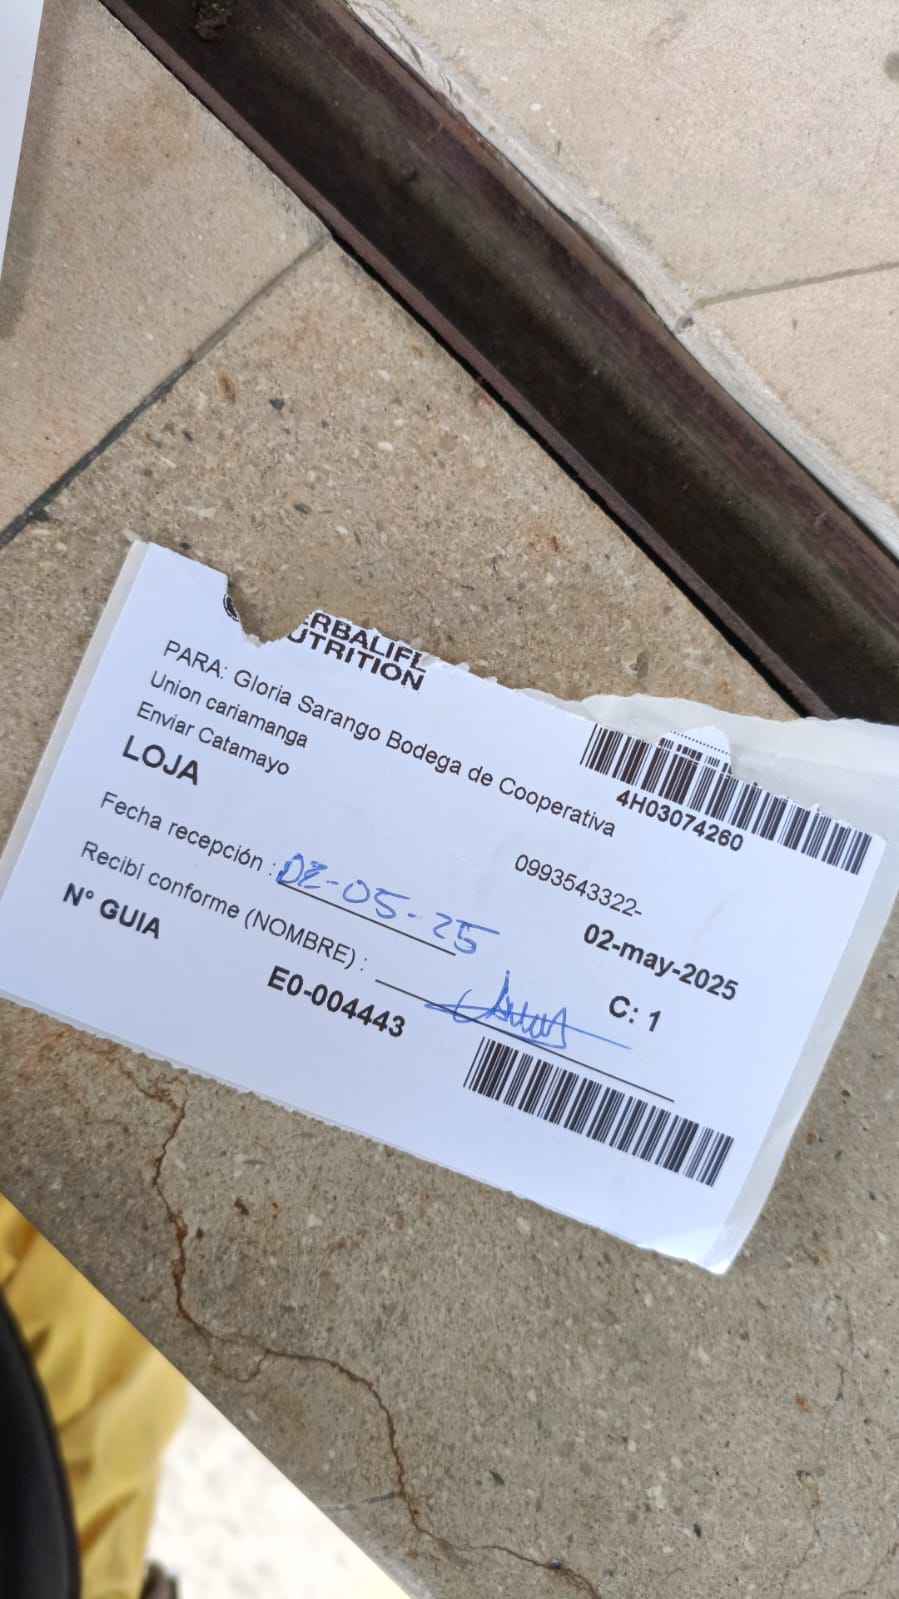 ERBALIFE
UTRITION
PARA: Gloria Sarango Bodega de Cooperativa
Union cariamanga
Enviar Catamayo
LOJA
4H03074260
0993543322-
Fecha recepción : 02-05-25
02-may-2025
Recibí conforme (NOMBRE) :
C: 1
N° GUIA
E0-004443